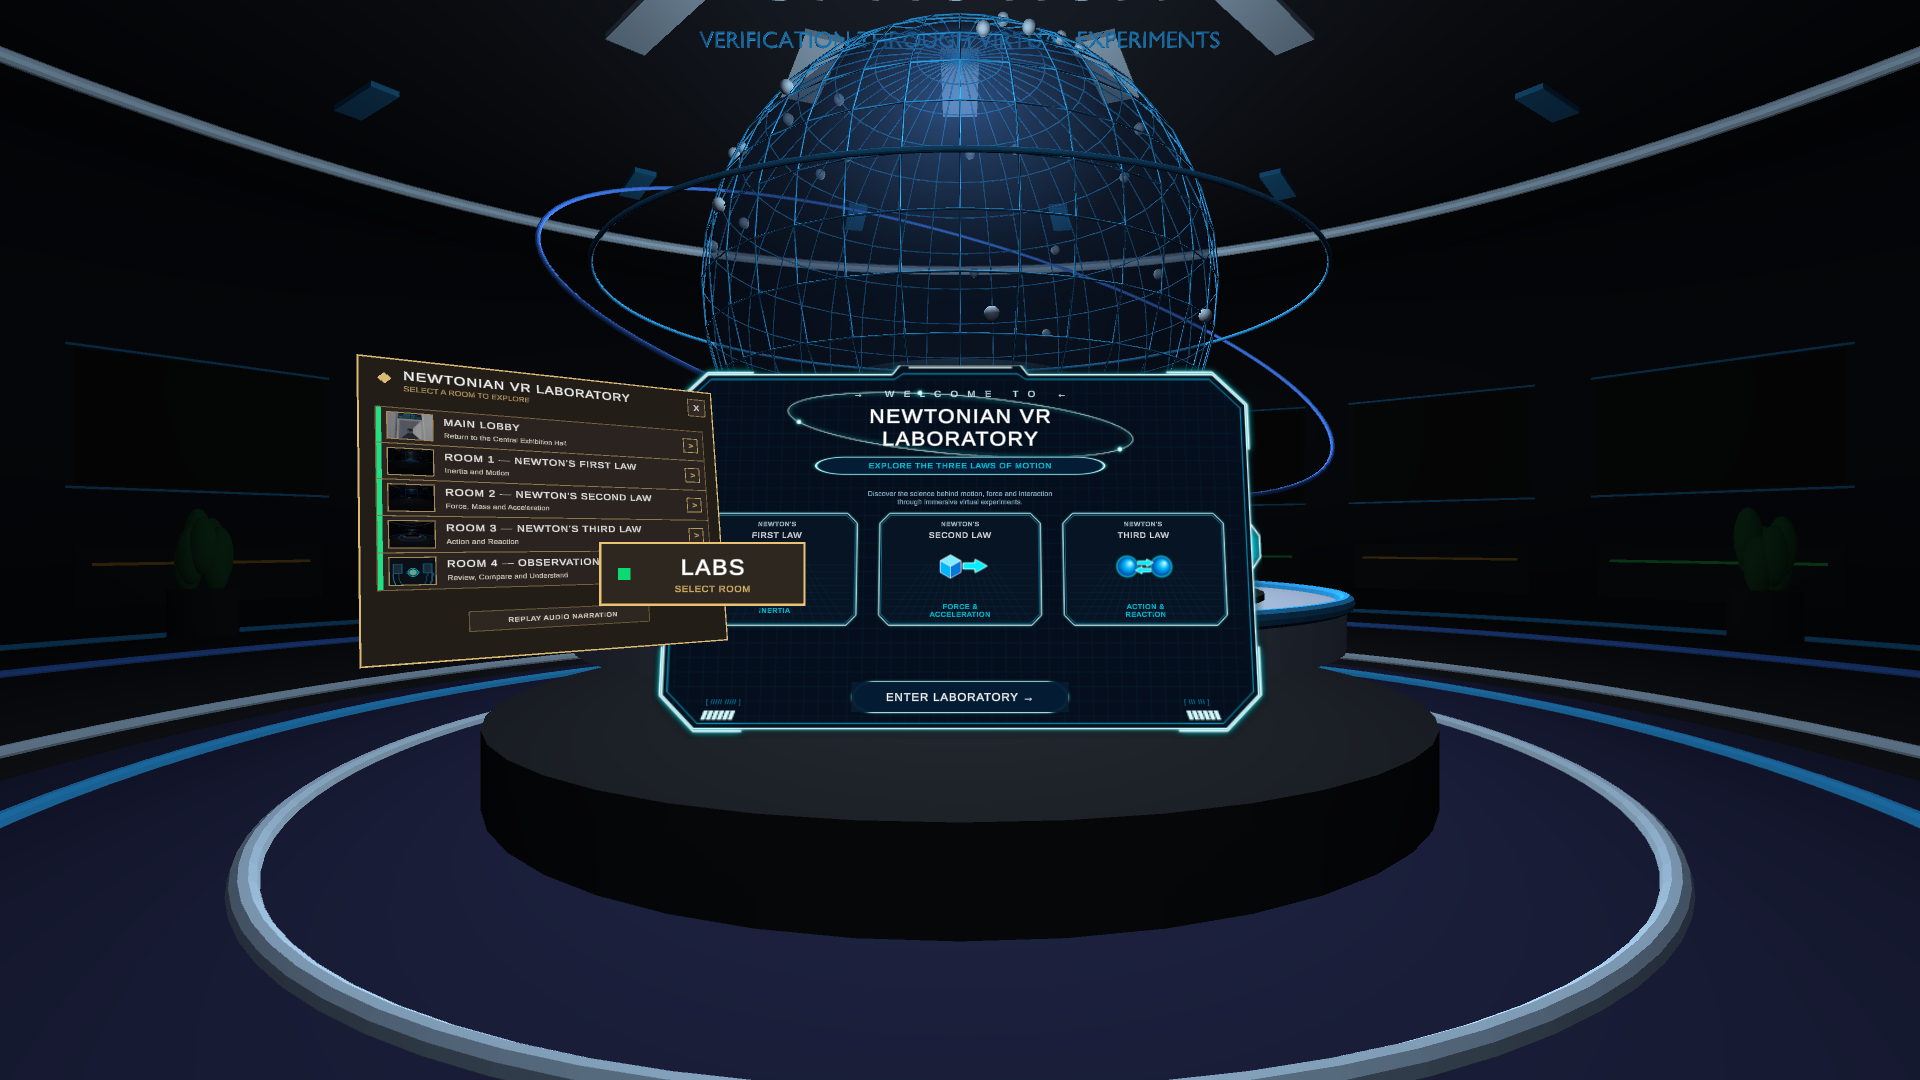 VERIFICATION THROUGH VIRTUAL EXPERIMENTS
NEWTONIAN VR LABORATORY
SELECT A ROOM TO EXPLORE
X
MAIN LOBBY
Return to the Central Exhibition Hall
>
ROOM 1 — NEWTON'S FIRST LAW
Inertia and Motion
>
ROOM 2 — NEWTON'S SECOND LAW
Force, Mass and Acceleration
>
ROOM 3 — NEWTON'S THIRD LAW
Action and Reaction
>
ROOM 4 — OBSERVATION
Review, Compare and Understand
REPLAY AUDIO NARRATION
LABS
SELECT ROOM
→ WELCOME TO ←
NEWTONIAN VR
LABORATORY
EXPLORE THE THREE LAWS OF MOTION
Discover the science behind motion, force and interaction
through immersive virtual experiments.
NEWTON'S
FIRST LAW
INERTIA
NEWTON'S
SECOND LAW
FORCE &
ACCELERATION
NEWTON'S
THIRD LAW
ACTION &
REACTION
ENTER LABORATORY →